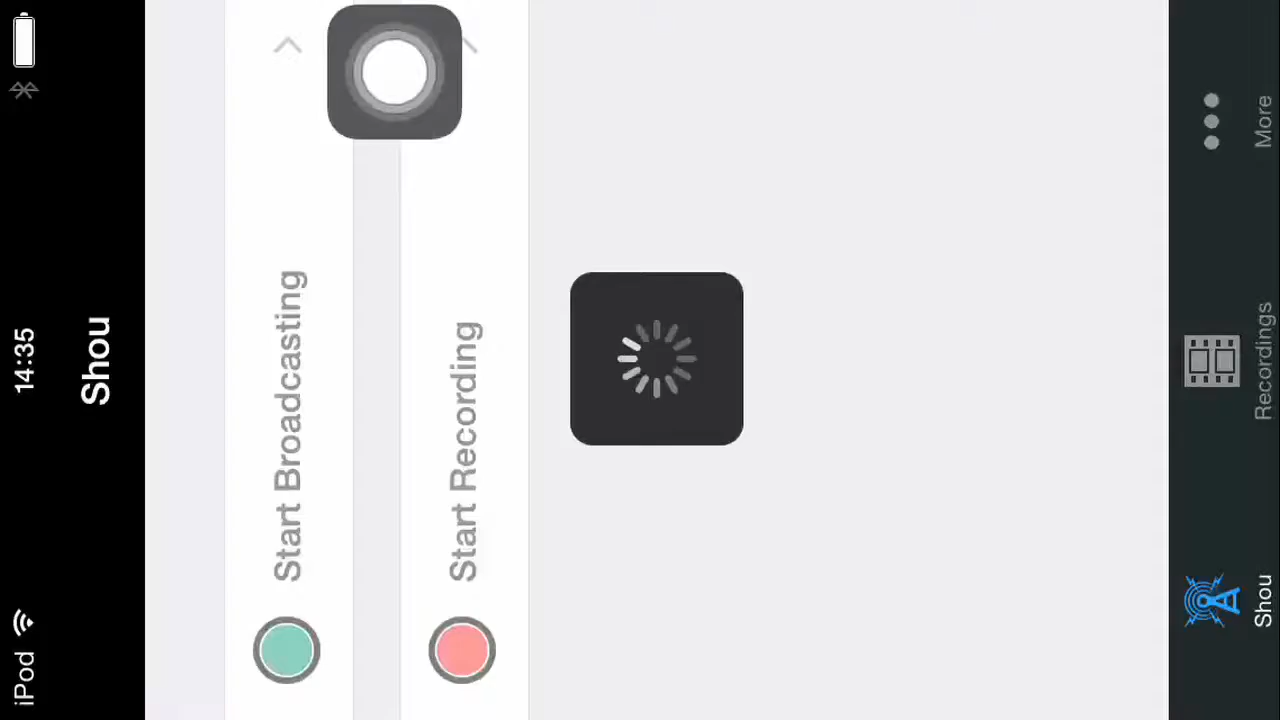 iPod 14:35
Shou
Start Broadcasting
Start Recording
Shou Recordings More